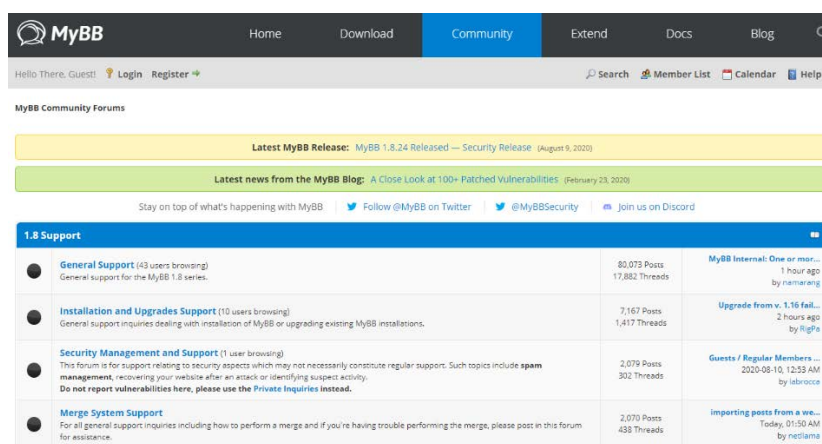 MyBB
Home Download Community Extend Docs Blog
Hello There, Guest! Login Register
Search Member List Calendar Help
MyBB Community Forums
Latest MyBB Release: MyBB 1.8.24 Released — Security Release (August 9, 2020)
Latest news from the MyBB Blog: A Close Look at 100+ Patched Vulnerabilities (February 23, 2020)
Stay on top of what's happening with MyBB Follow @MyBB on Twitter @MyBBSecurity Join us on Discord
1.8 Support
General Support (43 users browsing)
General support for the MyBB 1.8 series.
80,073 Posts
17,882 Threads
MyBB Internal: One or mor...
1 hour ago
by namarang
Installation and Upgrades Support (10 users browsing)
General support inquiries dealing with installation of MyBB or upgrading existing MyBB installations.
7,167 Posts
1,417 Threads
Upgrade from v. 1.16 fail...
2 hours ago
by RigPa
Security Management and Support (1 user browsing)
This forum is for support relating to security aspects which may not necessarily constitute regular support. Such topics include spam
management, recovering your website after an attack or identifying suspect activity.
Do not report vulnerabilities here, please use the Private Inquiries instead.
2,079 Posts
302 Threads
Guests / Regular Members ...
2020-08-10, 12:53 AM
by labrocca
Merge System Support
For all general support inquiries including how to perform a merge and if you're having trouble performing the merge, please post in this forum
for assistance.
2,070 Posts
438 Threads
importing posts from a we...
Today, 01:50 AM
by nedlama